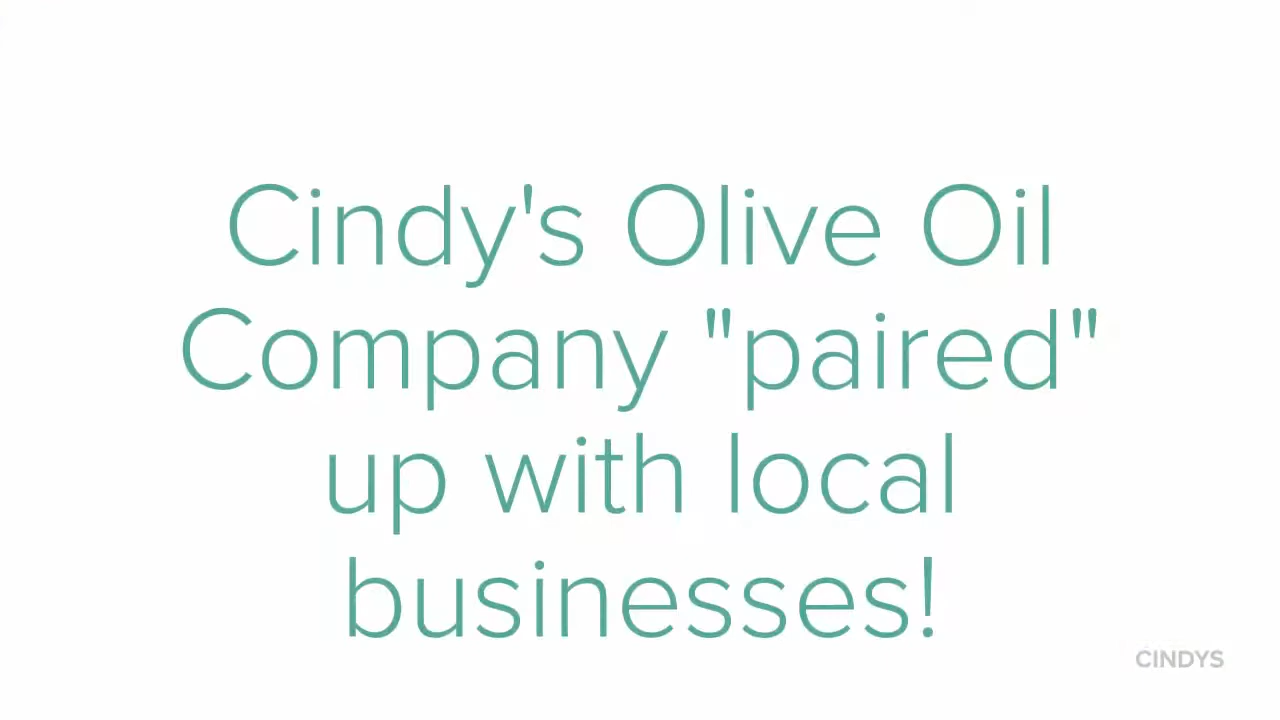 Cindy's Olive Oil
Company "paired"
up with local
businesses!
CINDYS